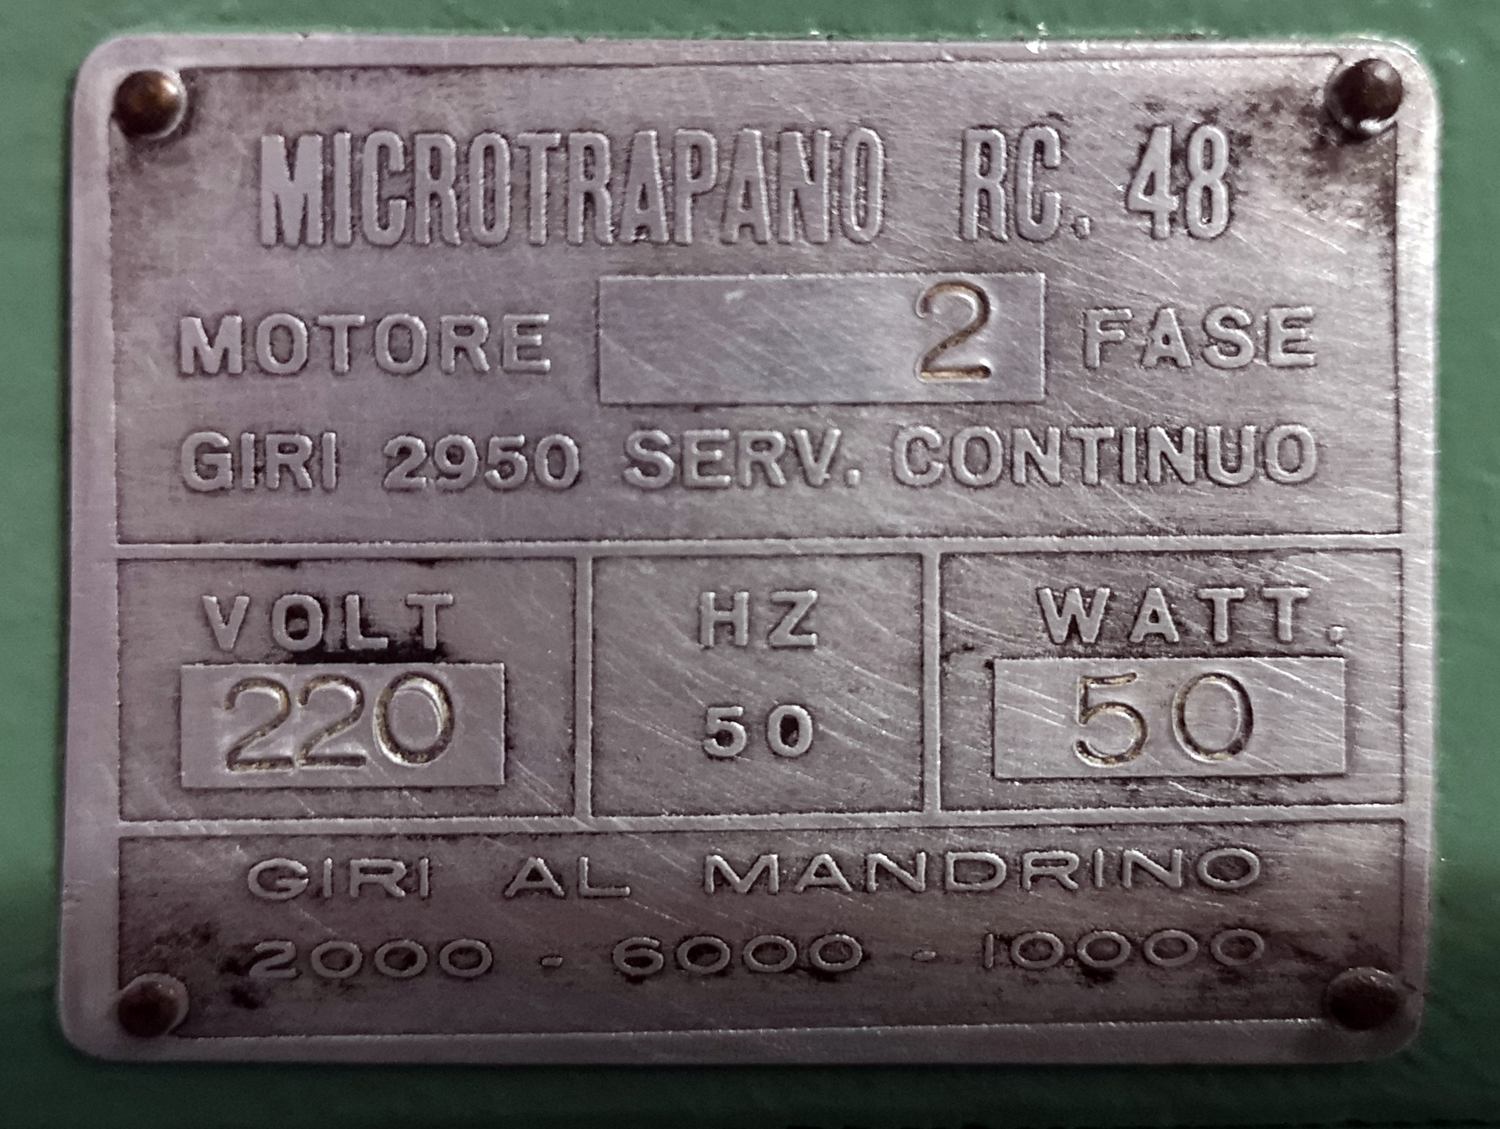 MICROTRAPANO RC. 48
MOTORE 2 FASE
GIRI 2950 SERV. CONTINUO
VOLT HZ WATT.
220 50 50
GIRI AL MANDRINO
2000 - 6000 - 10000